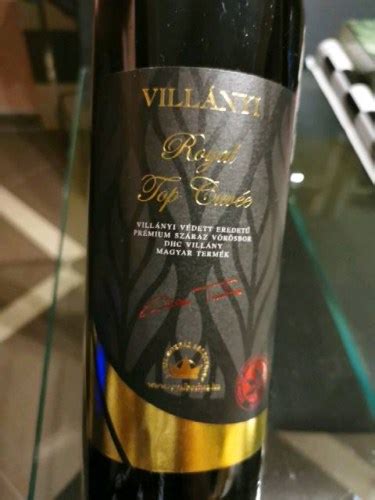 VILLÁNYI
Royal
Top Cuvée
VILLÁNYI VÉDETT EREDETŰ
PRÉMIUM SZÁRAZ VÖRÖSBOR
DHC VILLÁNY
MAGYAR TERMÉK